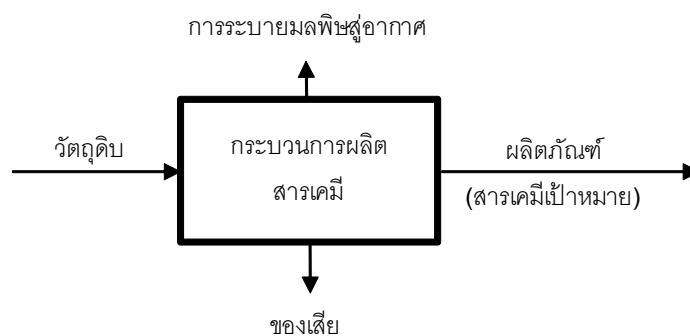 การระบายมลพิษสู่อากาศ
วัตถุดิบ
กระบวนการผลิต
สารเคมี
ผลิตภัณฑ์
(สารเคมีเป้าหมาย)
ของเสีย